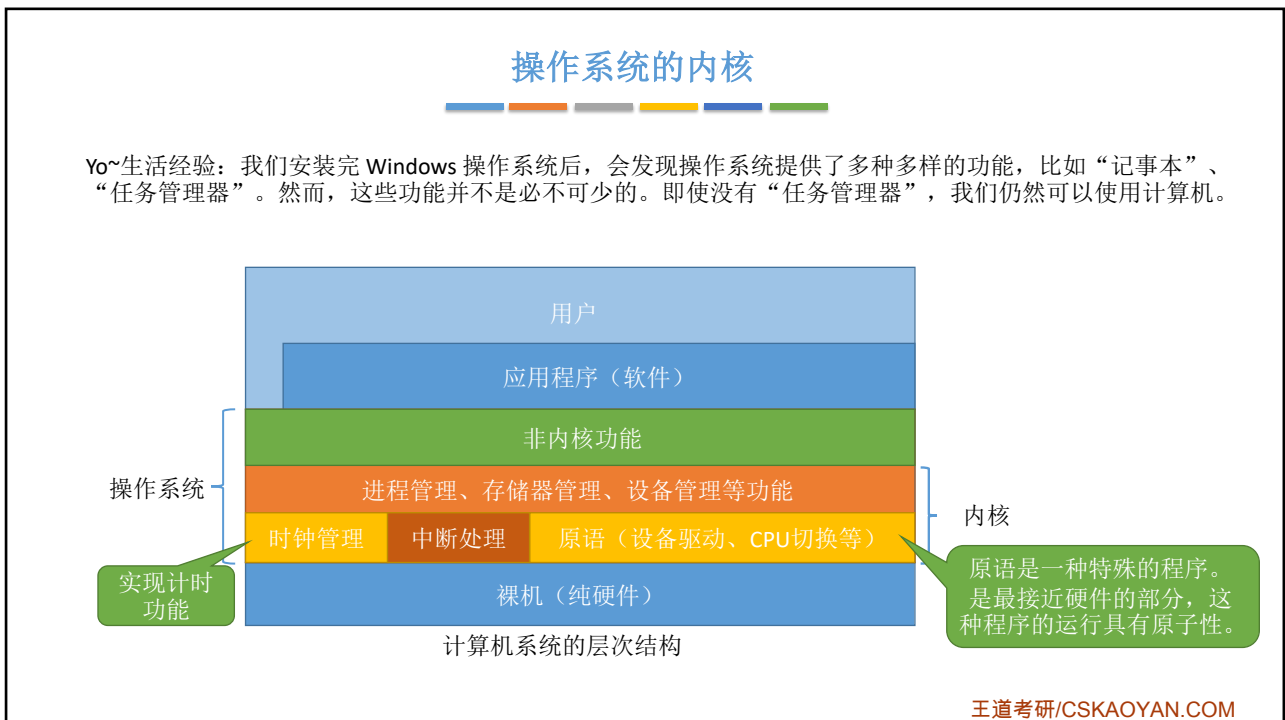 操作系统的内核
Yo~生活经验：我们安装完 Windows 操作系统后，会发现操作系统提供了多种多样的功能，比如“记事本”、
“任务管理器”。然而，这些功能并不是必不可少的。即使没有“任务管理器”，我们仍然可以使用计算机。
用户
应用程序（软件）
非内核功能
操作系统
进程管理、存储器管理、设备管理等功能
内核
时钟管理
中断处理
原语（设备驱动、CPU切换等）
实现计时
功能
裸机（纯硬件）
原语是一种特殊的程序。
是最接近硬件的部分，这
种程序的运行具有原子性。
计算机系统的层次结构
王道考研/CSKAOYAN.COM